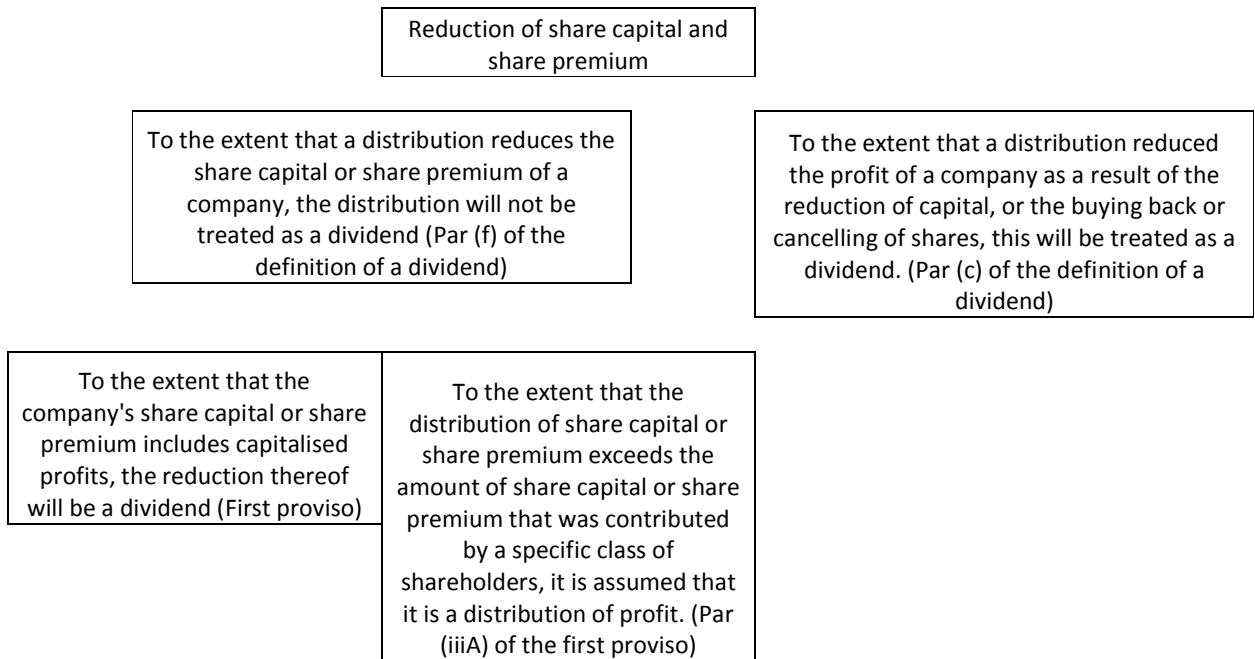 Reduction of share capital and
share premium
To the extent that a distribution reduces the
share capital or share premium of a
company, the distribution will not be
treated as a dividend (Par (f) of the
definition of a dividend)
To the extent that a distribution reduced
the profit of a company as a result of the
reduction of capital, or the buying back or
cancelling of shares, this will be treated as a
dividend. (Par (c) of the definition of a
dividend)
To the extent that the
company's share capital or share
premium includes capitalised
profits, the reduction thereof
will be a dividend (First proviso)
To the extent that the
distribution of share capital or
share premium exceeds the
amount of share capital or share
premium that was contributed
by a specific class of
shareholders, it is assumed that
it is a distribution of profit. (Par
(iiiA) of the first proviso)